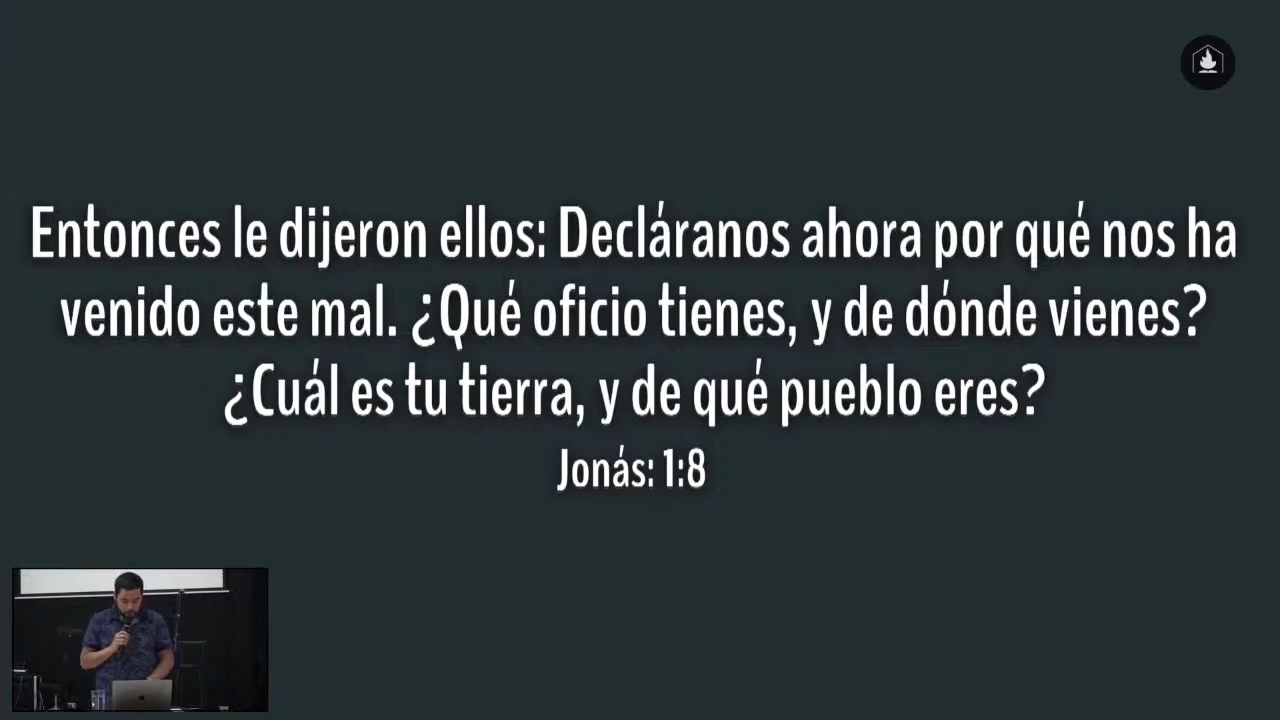 Entonces le dijeron ellos: Decláranos ahora por qué nos ha
venido este mal. ¿Qué oficio tienes, y de dónde vienes?
¿Cuál es tu tierra, y de qué pueblo eres?
Jonás: 1:8